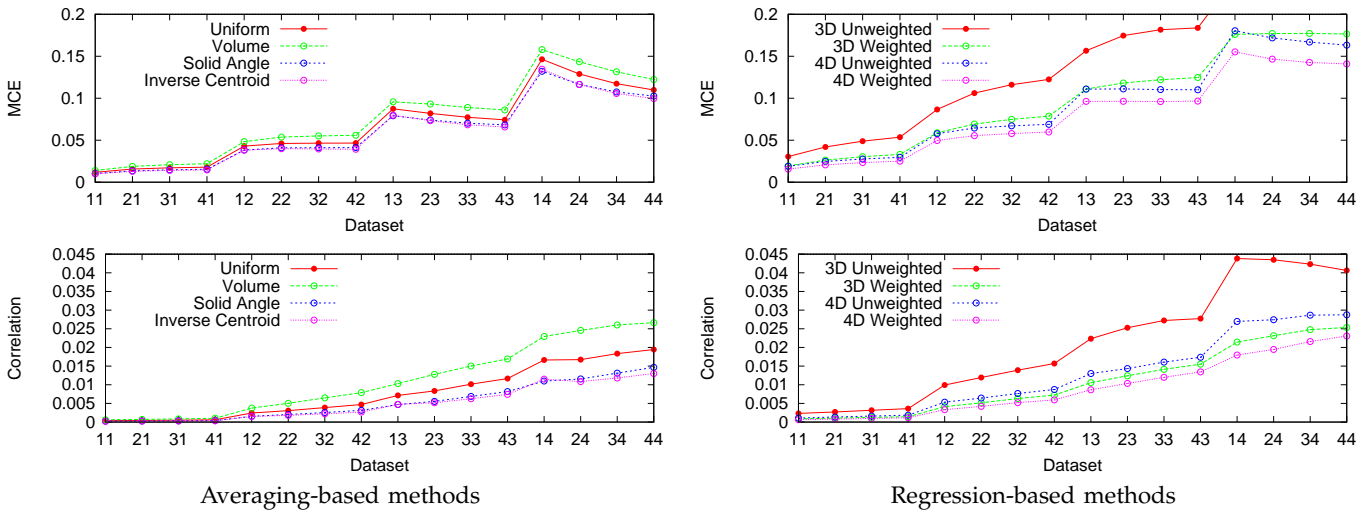 MCE
0.2
0.15
0.1
0.05
0
Uniform
Volume
Solid Angle
Inverse Centroid
11 21 31 41 12 22 32 42 13 23 33 43 14 24 34 44
Dataset
MCE
0.2
0.15
0.1
0.05
0
3D Unweighted
3D Weighted
4D Unweighted
4D Weighted
11 21 31 41 12 22 32 42 13 23 33 43 14 24 34 44
Dataset
Correlation
0.045
0.04
0.035
0.03
0.025
0.02
0.015
0.01
0.005
0
Uniform
Volume
Solid Angle
Inverse Centroid
11 21 31 41 12 22 32 42 13 23 33 43 14 24 34 44
Dataset
Averaging-based methods
Correlation
0.045
0.04
0.035
0.03
0.025
0.02
0.015
0.01
0.005
0
3D Unweighted
3D Weighted
4D Unweighted
4D Weighted
11 21 31 41 12 22 32 42 13 23 33 43 14 24 34 44
Dataset
Regression-based methods